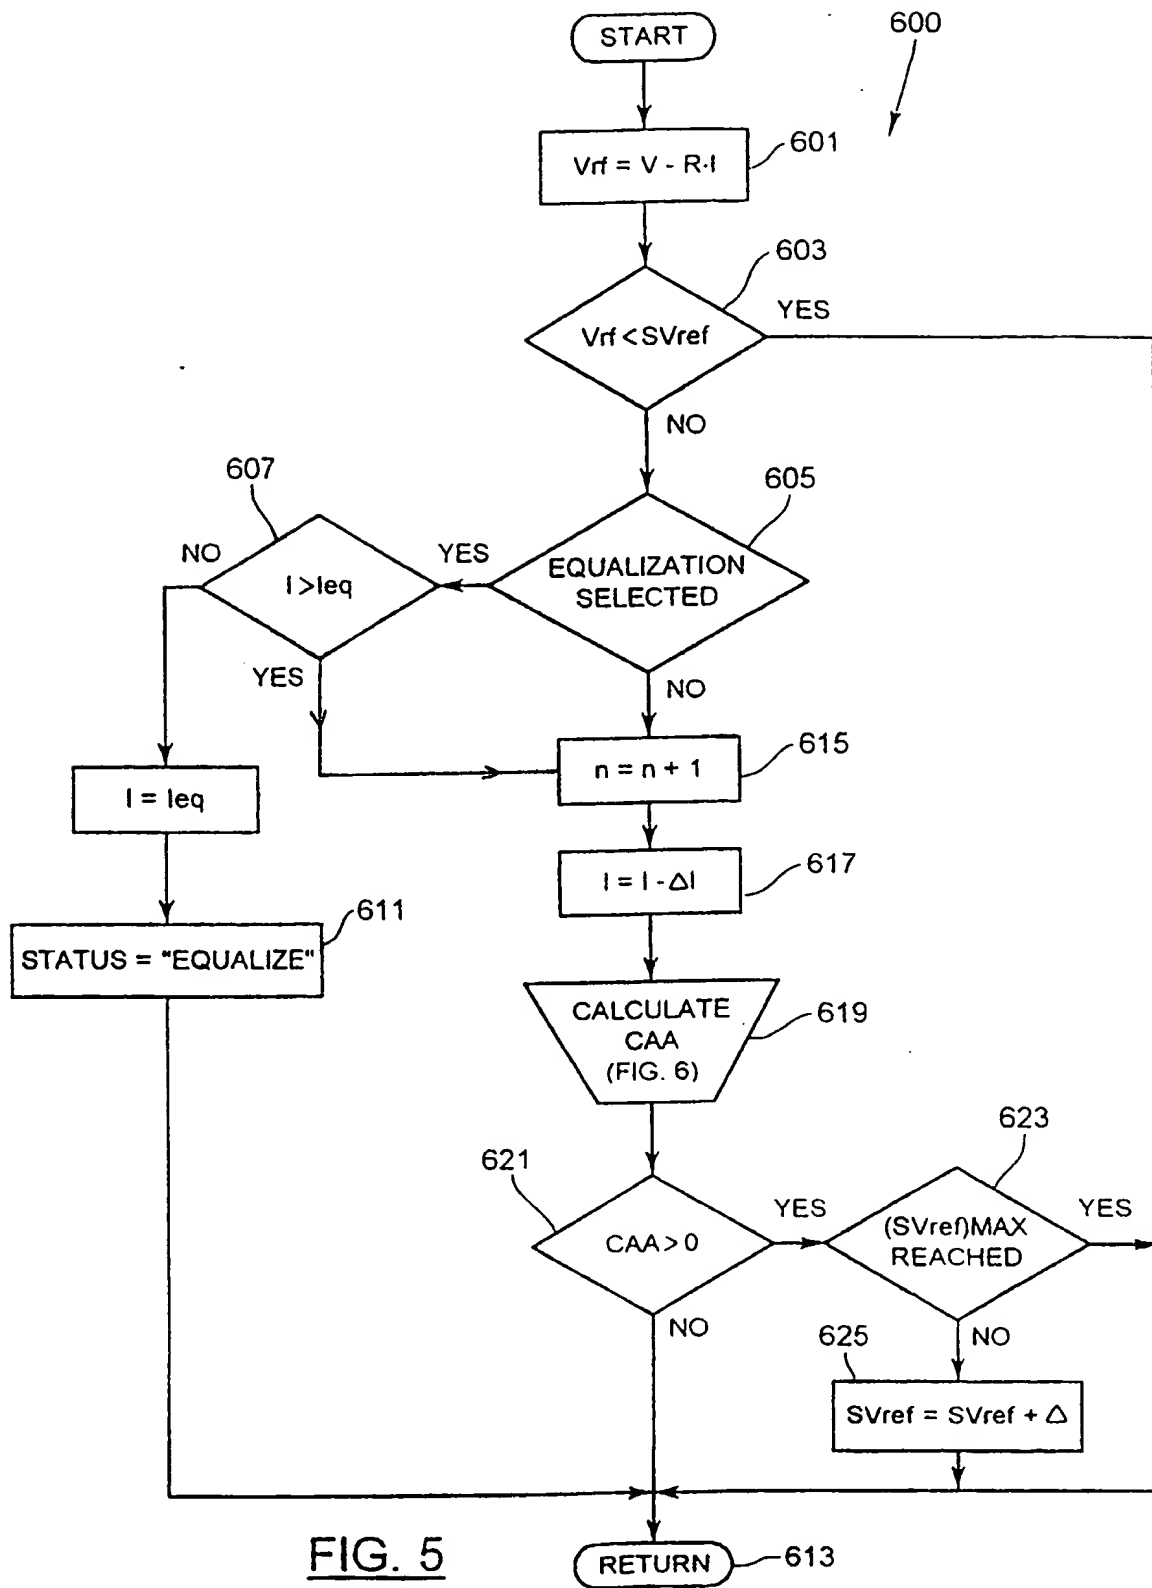 START
600
Vrf = V - R·I
601
603
Vrf < SVref
YES
NO
607
605
NO
I > Ieq
YES
EQUALIZATION
SELECTED
YES
NO
I = Ieq
n = n + 1
615
I = I - ΔI
617
611
STATUS = "EQUALIZE"
CALCULATE
CAA
(FIG. 6)
619
621
623
CAA > 0
YES
(SVref)MAX
REACHED
YES
NO
NO
625
SVref = SVref + Δ
FIG. 5
RETURN
613